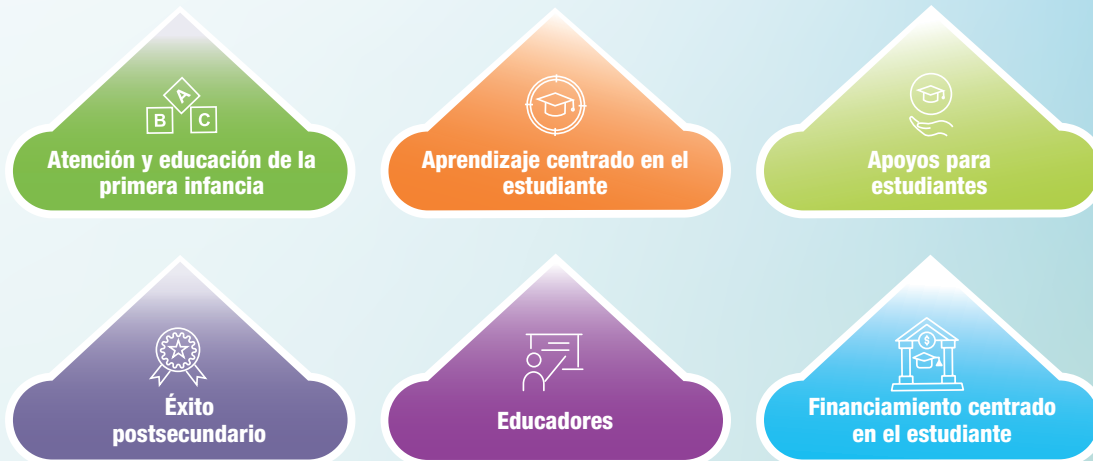 A
B C
Atención y educación de la
primera infancia
Aprendizaje centrado en el
estudiante
Apoyos para
estudiantes
Éxito
postsecundario
Educadores
$
Financiamiento centrado
en el estudiante